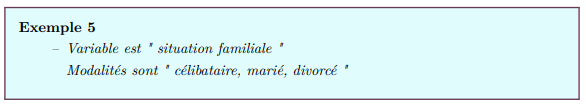 Exemple 5
– Variable est " situation familiale "
Modalités sont " célibataire, marié, divorcé "